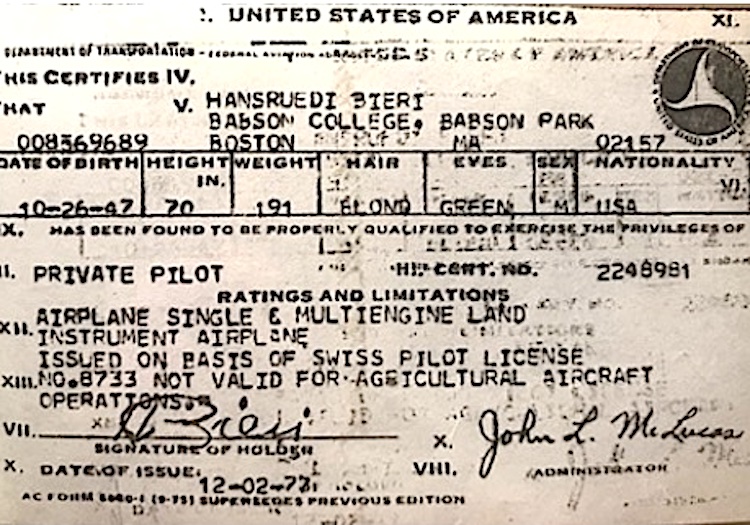 UNITED STATES OF AMERICA XI.
DEPARTMENT OF TRANSPORTATION - FEDERAL AVIATION
THIS CERTIFIES IV.
THAT V. HANSRUEDI BIERI
BABSON COLLEGE, BABSON PARK
008369689 BOSTON MA 02157
DATE OF BIRTH HEIGHT IN. WEIGHT HAIR EYES SEX NATIONALITY VI.
10-26-47 70 191 BLOND GREEN M USA
IX. HAS BEEN FOUND TO BE PROPERLY QUALIFIED TO EXERCISE THE PRIVILEGES OF
II. PRIVATE PILOT III CERT. NO. 2248981
RATINGS AND LIMITATIONS
XII. AIRPLANE SINGLE & MULTIENGINE LAND
INSTRUMENT AIRPLANE
ISSUED ON BASIS OF SWISS PILOT LICENSE
XIII. NO.8733 NOT VALID FOR AGRICULTURAL AIRCRAFT
OPERATIONS.
VII. H Bieri
SIGNATURE OF HOLDER
X. John L. McLucas
X. DATE OF ISSUE: VIII. ADMINISTRATOR
12-02-77
AC FORM 8060-1 (9-75) SUPERSEDES PREVIOUS EDITION